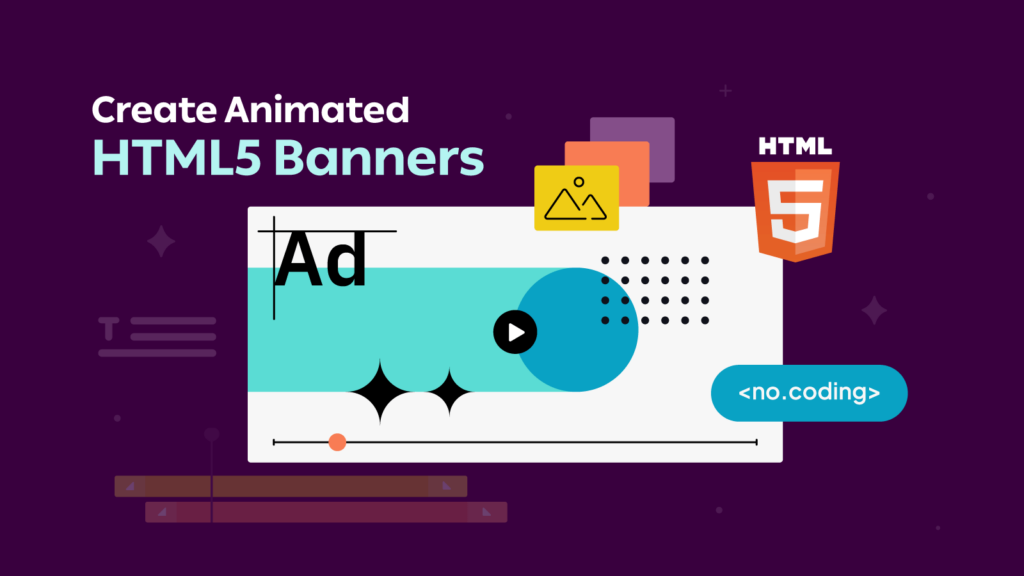 Create Animated
HTML5 Banners
HTML
5
Ad
T
<no.coding>